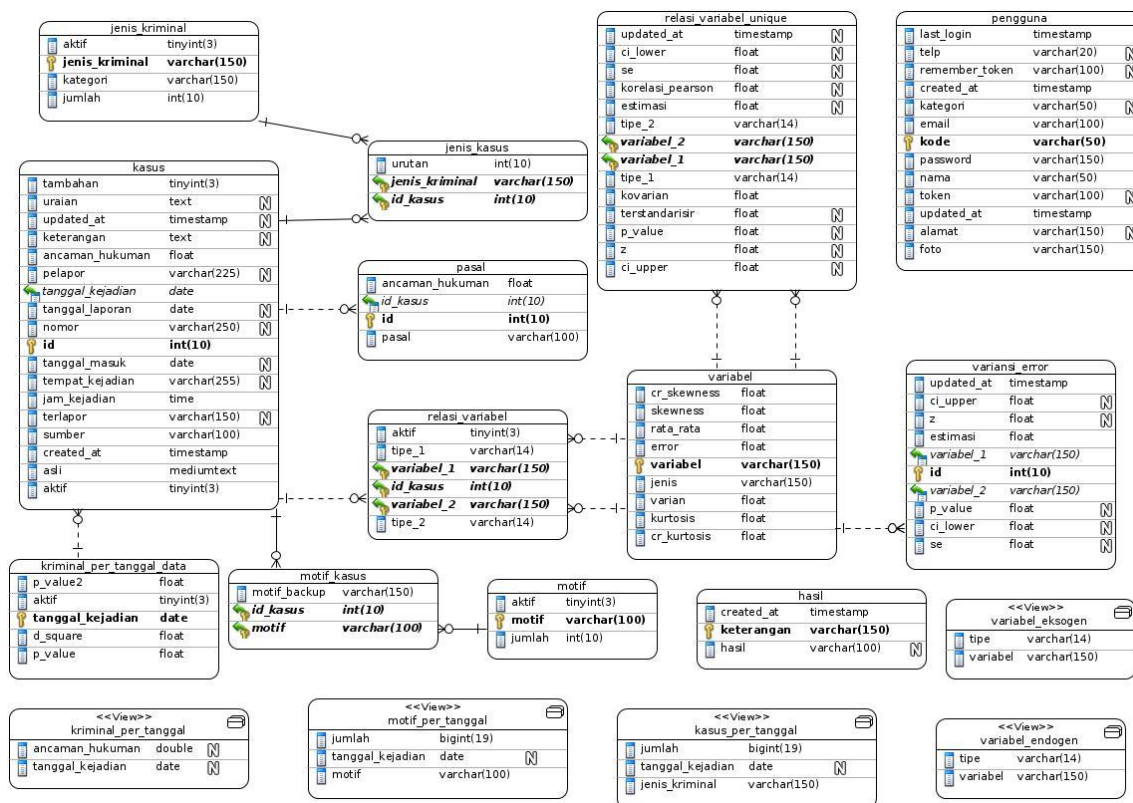 jenis_kriminal
aktif tinyint(3)
jenis_kriminal varchar(150)
kategori varchar(150)
jumlah int(10)
relasi_variabel_unique
updated_at timestamp N
ci_lower float N
se float N
korelasi_pearson float N
estimasi float N
tipe_2 varchar(14)
variabel_2 varchar(150)
variabel_1 varchar(150)
tipe_1 varchar(14)
kovarian float
terstandarisir float N
p_value float N
z float N
ci_upper float N
pengguna
last_login timestamp
telp varchar(20) N
remember_token varchar(100) N
created_at timestamp
kategori varchar(50) N
email varchar(100)
kode varchar(50)
password varchar(150)
nama varchar(50)
token varchar(100) N
updated_at timestamp
alamat varchar(150) N
foto varchar(150)
jenis_kasus
urutan int(10)
jenis_kriminal varchar(150)
id_kasus int(10)
kasus
tambahan tinyint(3)
uraian text N
updated_at timestamp N
keterangan text N
ancaman_hukuman float
pelapor varchar(225) N
tanggal_kejadian date
tanggal_laporan date N
nomor varchar(250) N
id int(10)
tanggal_masuk date N
tempat_kejadian varchar(255) N
jam_kejadian time
terlapor varchar(150) N
sumber varchar(100)
created_at timestamp
asli mediumtext
aktif tinyint(3)
pasal
ancaman_hukuman float
id_kasus int(10)
id int(10)
pasal varchar(100)
variabel
cr_skewness float
skewness float
rata_rata float
error float
variabel varchar(150)
jenis varchar(150)
varian float
kurtosis float
cr_kurtosis float
variansi_error
updated_at timestamp
ci_upper float N
z float N
estimasi float
variabel_1 varchar(150)
id int(10)
variabel_2 varchar(150)
p_value float N
ci_lower float N
se float N
relasi_variabel
aktif tinyint(3)
tipe_1 varchar(14)
variabel_1 varchar(150)
id_kasus int(10)
variabel_2 varchar(150)
tipe_2 varchar(14)
kriminal_per_tanggal_data
p_value2 float
aktif tinyint(3)
tanggal_kejadian date
d_square float
p_value float
motif_kasus
motif_backup varchar(150)
id_kasus int(10)
motif varchar(100)
motif
aktif tinyint(3)
motif varchar(100)
jumlah int(10)
hasil
created_at timestamp
keterangan varchar(150)
hasil varchar(100) N
<<View>>
variabel_eksogen
tipe varchar(14)
variabel varchar(150)
<<View>>
kriminal_per_tanggal
ancaman_hukuman double N
tanggal_kejadian date N
<<View>>
motif_per_tanggal
jumlah bigint(19)
tanggal_kejadian date N
motif varchar(100)
<<View>>
kasus_per_tanggal
jumlah bigint(19)
tanggal_kejadian date N
jenis_kriminal varchar(150)
<<View>>
variabel_endogen
tipe varchar(14)
variabel varchar(150)